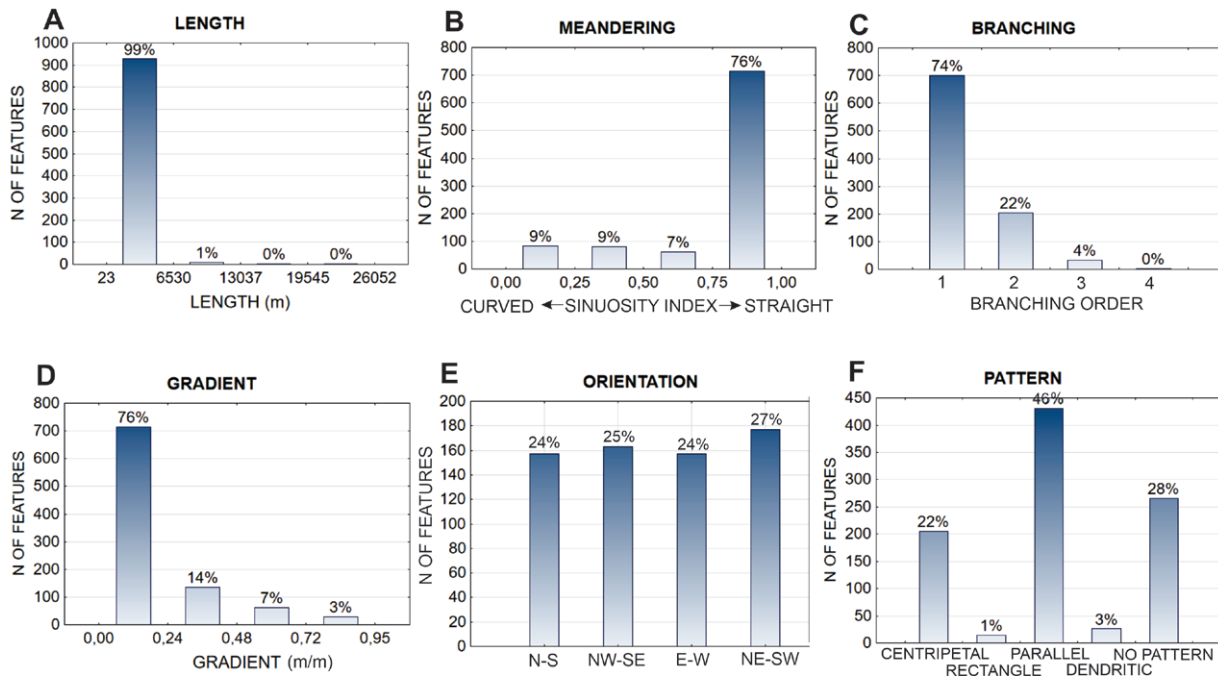 A
LENGTH
N OF FEATURES
1000
900
800
700
600
500
400
300
200
100
0
99%
1%
0%
0%
23 6530 13037 19545 26052
LENGTH (m)
B
MEANDERING
N OF FEATURES
800
700
600
500
400
300
200
100
0
9%
9%
7%
76%
0,00 0,25 0,50 0,75 1,00
CURVED ←SINUOSITY INDEX→ STRAIGHT
C
BRANCHING
N OF FEATURES
800
700
600
500
400
300
200
100
0
74%
22%
4%
0%
1 2 3 4
BRANCHING ORDER
D
GRADIENT
N OF FEATURES
800
700
600
500
400
300
200
100
0
76%
14%
7%
3%
0,00 0,24 0,48 0,72 0,95
GRADIENT (m/m)
E
ORIENTATION
N OF FEATURES
200
180
160
140
120
100
80
60
40
20
0
24%
25%
24%
27%
N-S NW-SE E-W NE-SW
F
PATTERN
N OF FEATURES
450
400
350
300
250
200
150
100
50
0
22%
1%
46%
3%
28%
CENTRIPETAL PARALLEL NO PATTERN
RECTANGLE DENDRITIC